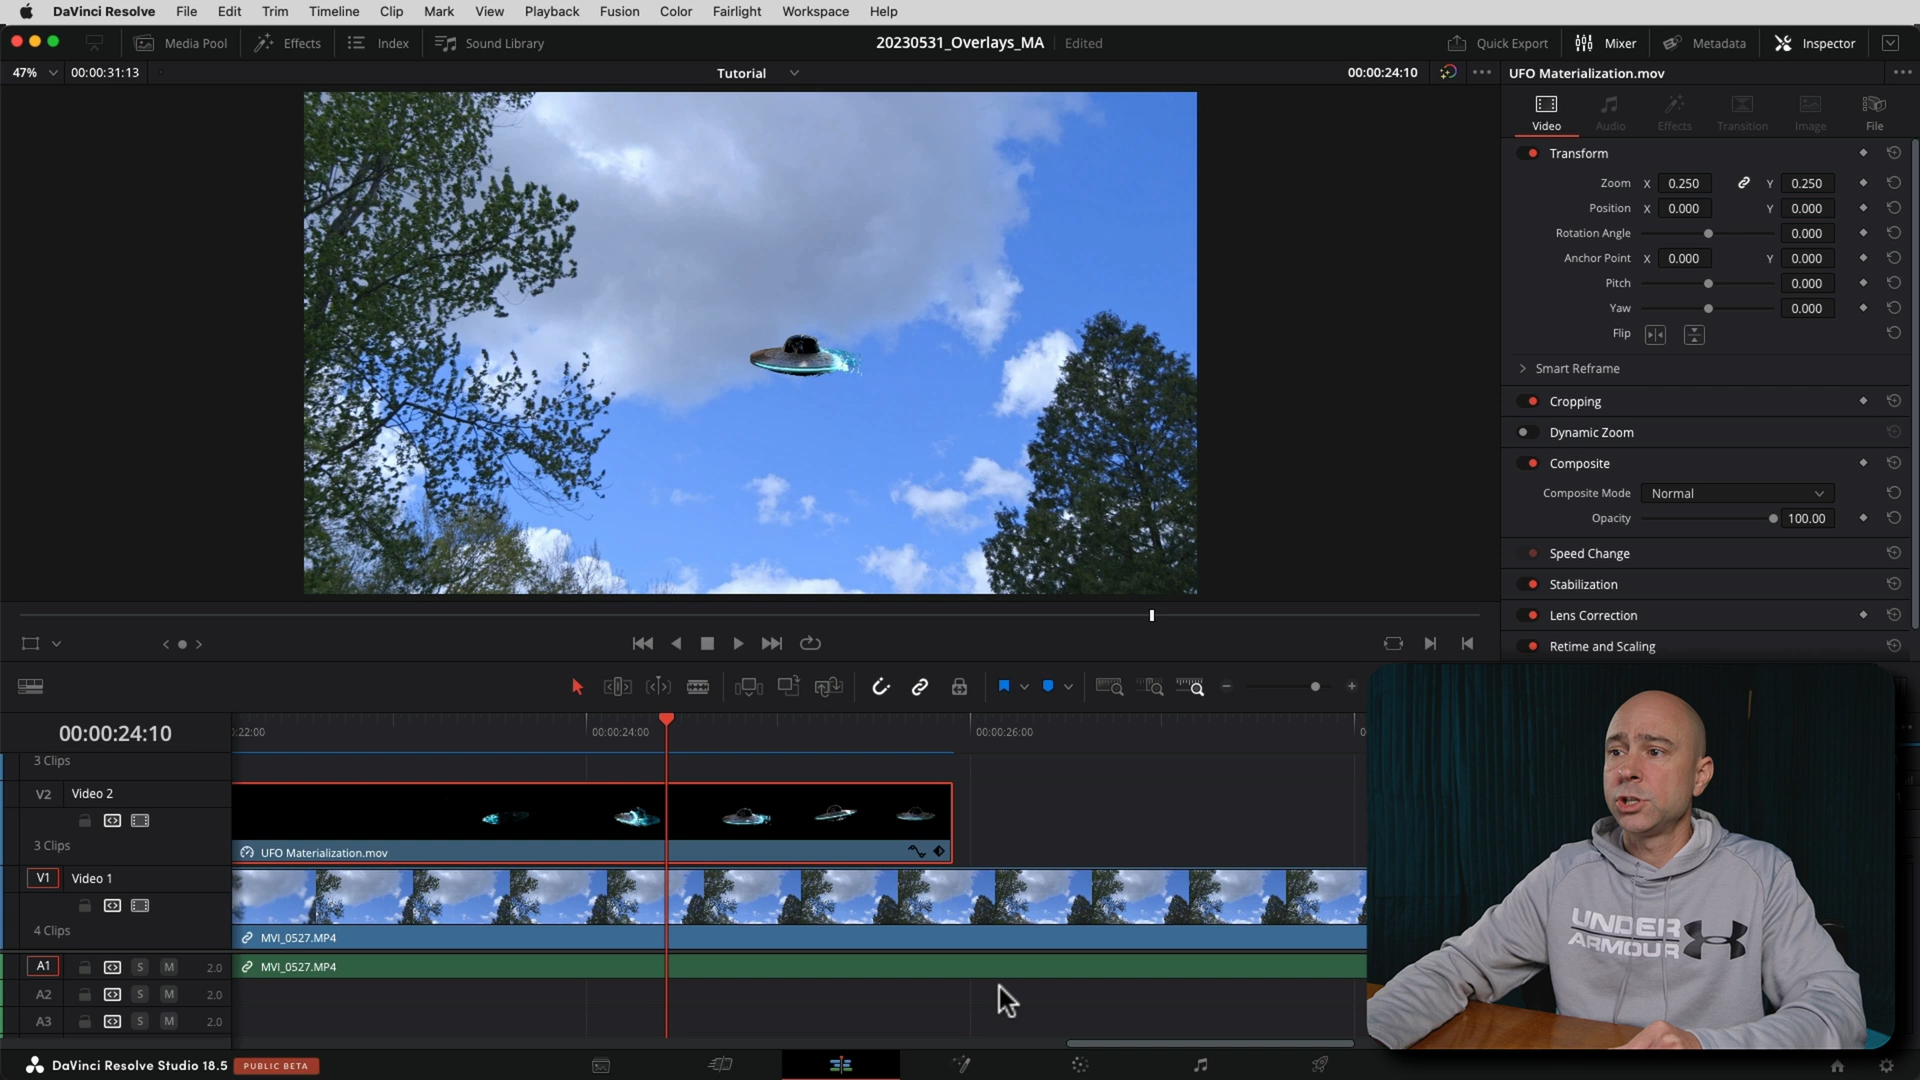 DaVinci Resolve File Edit Trim Timeline Clip Mark View Playback Fusion Color Fairlight Workspace Help
Media Pool Effects Index Sound Library 20230531_Overlays_MA Edited Quick Export Mixer Metadata Inspector
47% 00:00:31:13 Tutorial 00:00:24:10 UFO Materialization.mov
Video Audio Effects Transition Image File
Transform
Zoom X 0.250 Y 0.250
Position X 0.000 Y 0.000
Rotation Angle 0.000
Anchor Point X 0.000 Y 0.000
Pitch 0.000
Yaw 0.000
Flip
Smart Reframe
Cropping
Dynamic Zoom
Composite
Composite Mode Normal
Opacity 100.00
Speed Change
Stabilization
Lens Correction
Retime and Scaling
00:00:24:10 :22:00 00:00:24:00 00:00:26:00
3 Clips
V2 Video 2
3 Clips
UFO Materialization.mov
V1 Video 1
4 Clips
MVI_0527.MP4
A1 S M 2.0 MVI_0527.MP4
A2 S M 2.0
A3 S M 2.0
UNDER
ARMOUR
DaVinci Resolve Studio 18.5 PUBLIC BETA